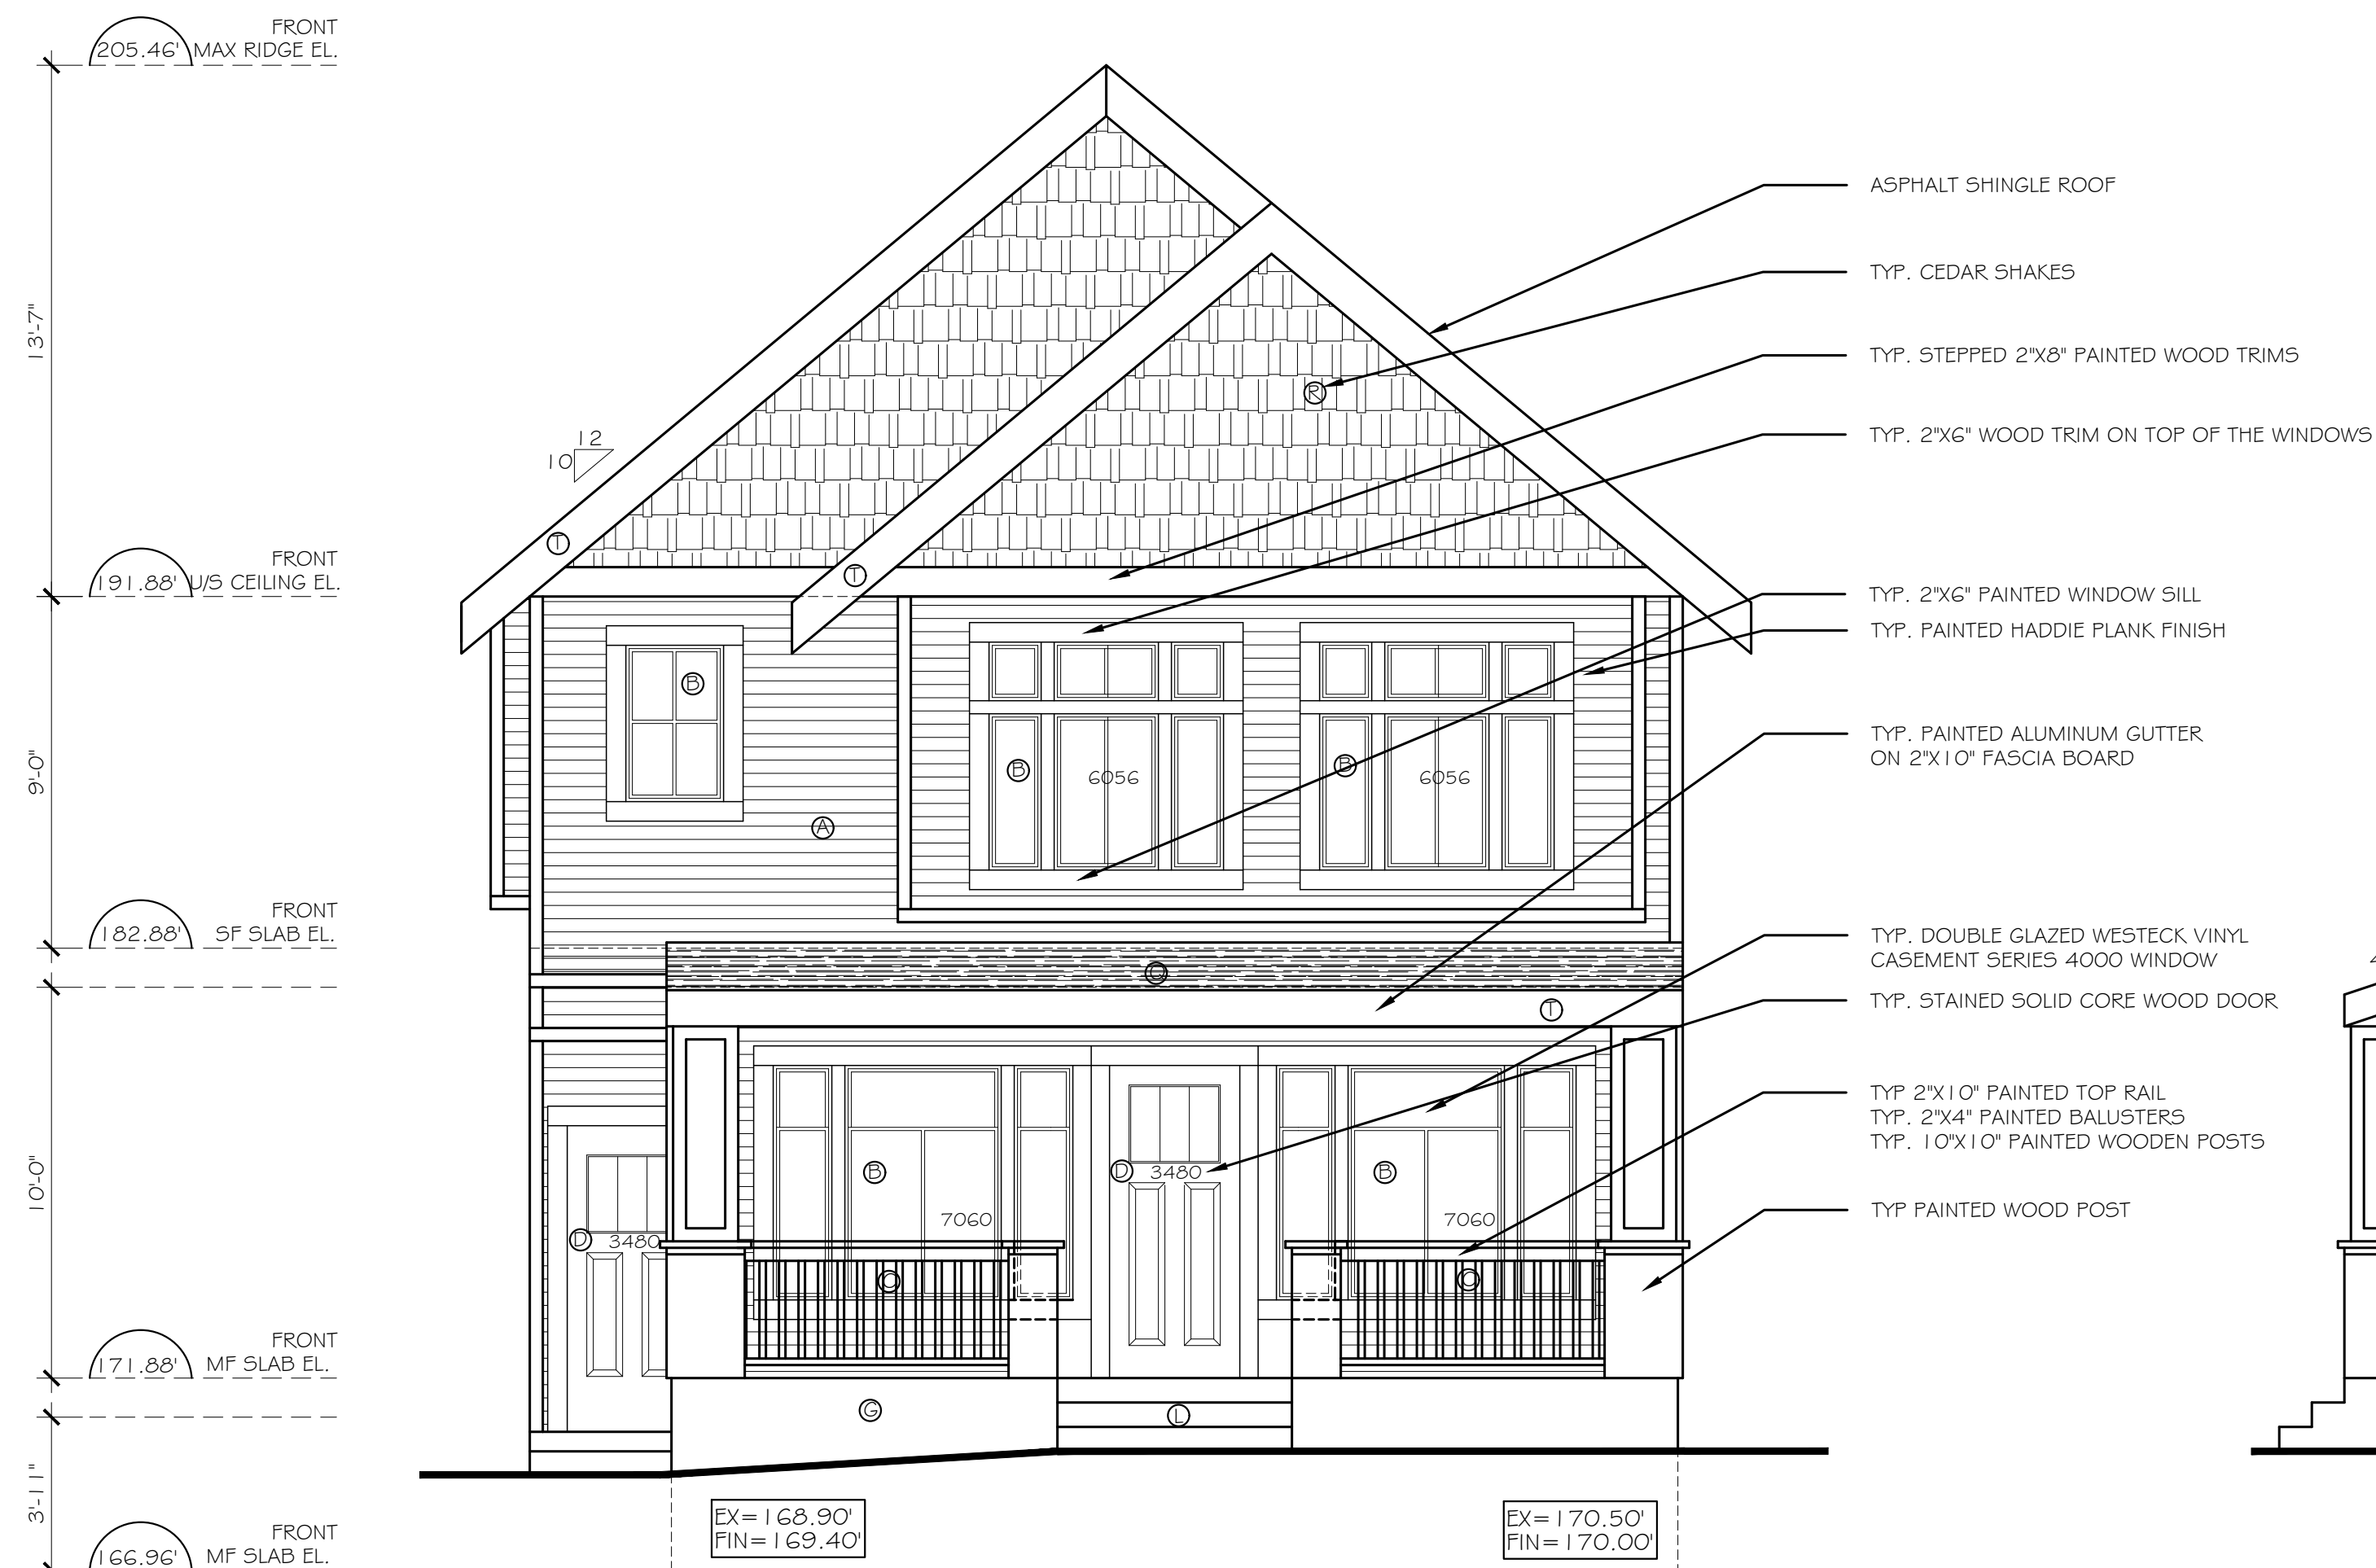 FRONT
205.46' MAX RIDGE EL.
13'-7"
12
10
FRONT
191.88' U/S CEILING EL.
9'-0"
FRONT
182.88' SF SLAB EL.
10'-0"
FRONT
171.88' MF SLAB EL.
3'-11"
FRONT
166.96' MF SLAB EL.
R
T
T
B
B
6056
B
6056
A
O
T
B
7060
D
3480
B
7060
D
3480
O
O
G
L
EX=168.90'
FIN=169.40'
EX=170.50'
FIN=170.00'
ASPHALT SHINGLE ROOF
TYP. CEDAR SHAKES
TYP. STEPPED 2"X8" PAINTED WOOD TRIMS
TYP. 2"X6" WOOD TRIM ON TOP OF THE WINDOWS
TYP. 2"X6" PAINTED WINDOW SILL
TYP. PAINTED HADDIE PLANK FINISH
TYP. PAINTED ALUMINUM GUTTER
ON 2"X10" FASCIA BOARD
TYP. DOUBLE GLAZED WESTECK VINYL
CASEMENT SERIES 4000 WINDOW
TYP. STAINED SOLID CORE WOOD DOOR
TYP 2"X10" PAINTED TOP RAIL
TYP. 2"X4" PAINTED BALUSTERS
TYP. 10"X10" PAINTED WOODEN POSTS
TYP PAINTED WOOD POST